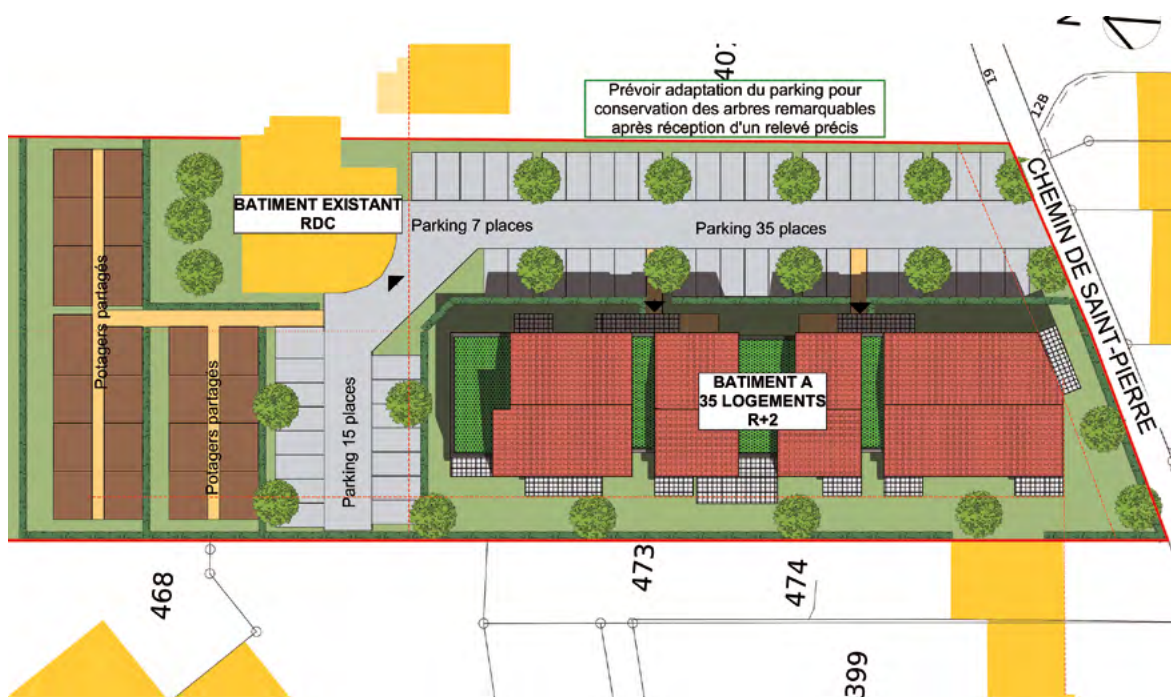 407
Prévoir adaptation du parking pour
conservation des arbres remarquables
après réception d'un relevé précis
19
12B
CHEMIN DE SAINT-PIERRE
BATIMENT EXISTANT
RDC
Parking 7 places
Parking 35 places
Potagers partagés
Potagers partagés
Parking 15 places
BATIMENT A
35 LOGEMENTS
R+2
468
473
474
399